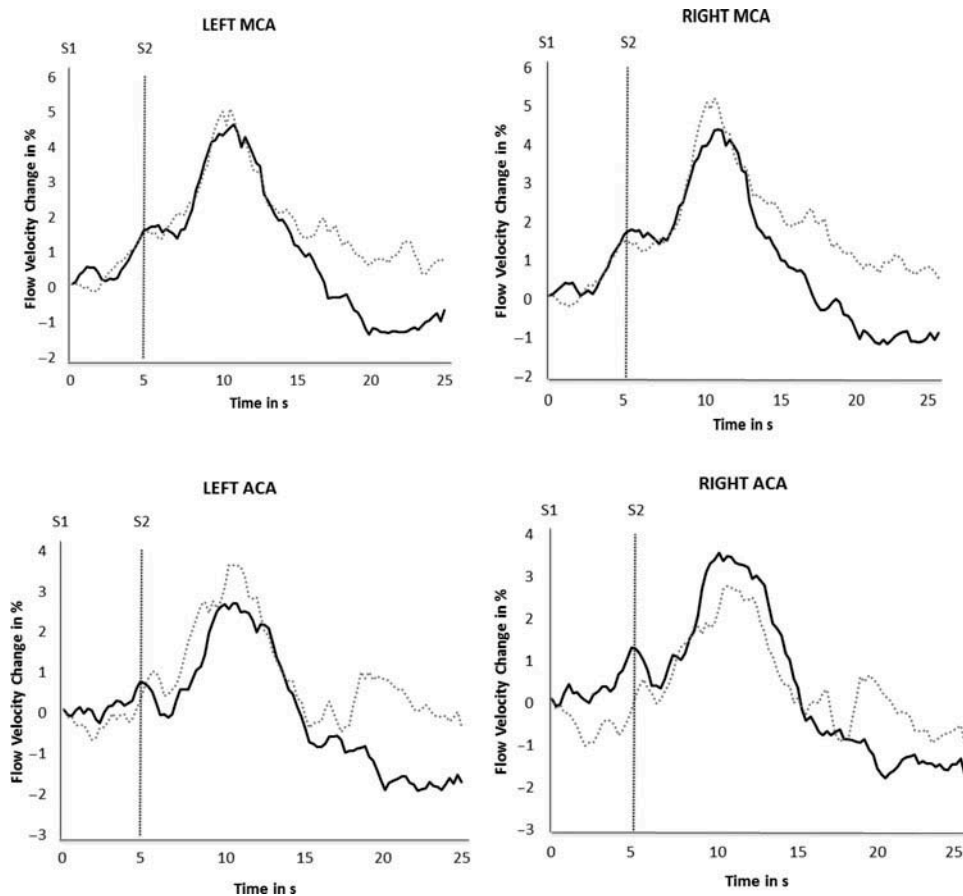 LEFT MCA
S1 S2
6
5
4
3
2
1
0
−1
−2
Flow Velocity Change in %
0 5 10 15 20 25
Time in s
RIGHT MCA
S1 S2
6
5
4
3
2
1
0
−1
−2
Flow Velocity Change in %
0 5 10 15 20 25
Time in s
LEFT ACA
S1 S2
4
3
2
1
0
−1
−2
−3
Flow Velocity Change in %
0 5 10 15 20 25
Time in s
RIGHT ACA
S1 S2
4
3
2
1
0
−1
−2
−3
Flow Velocity Change in %
0 5 10 15 20 25
Time in s